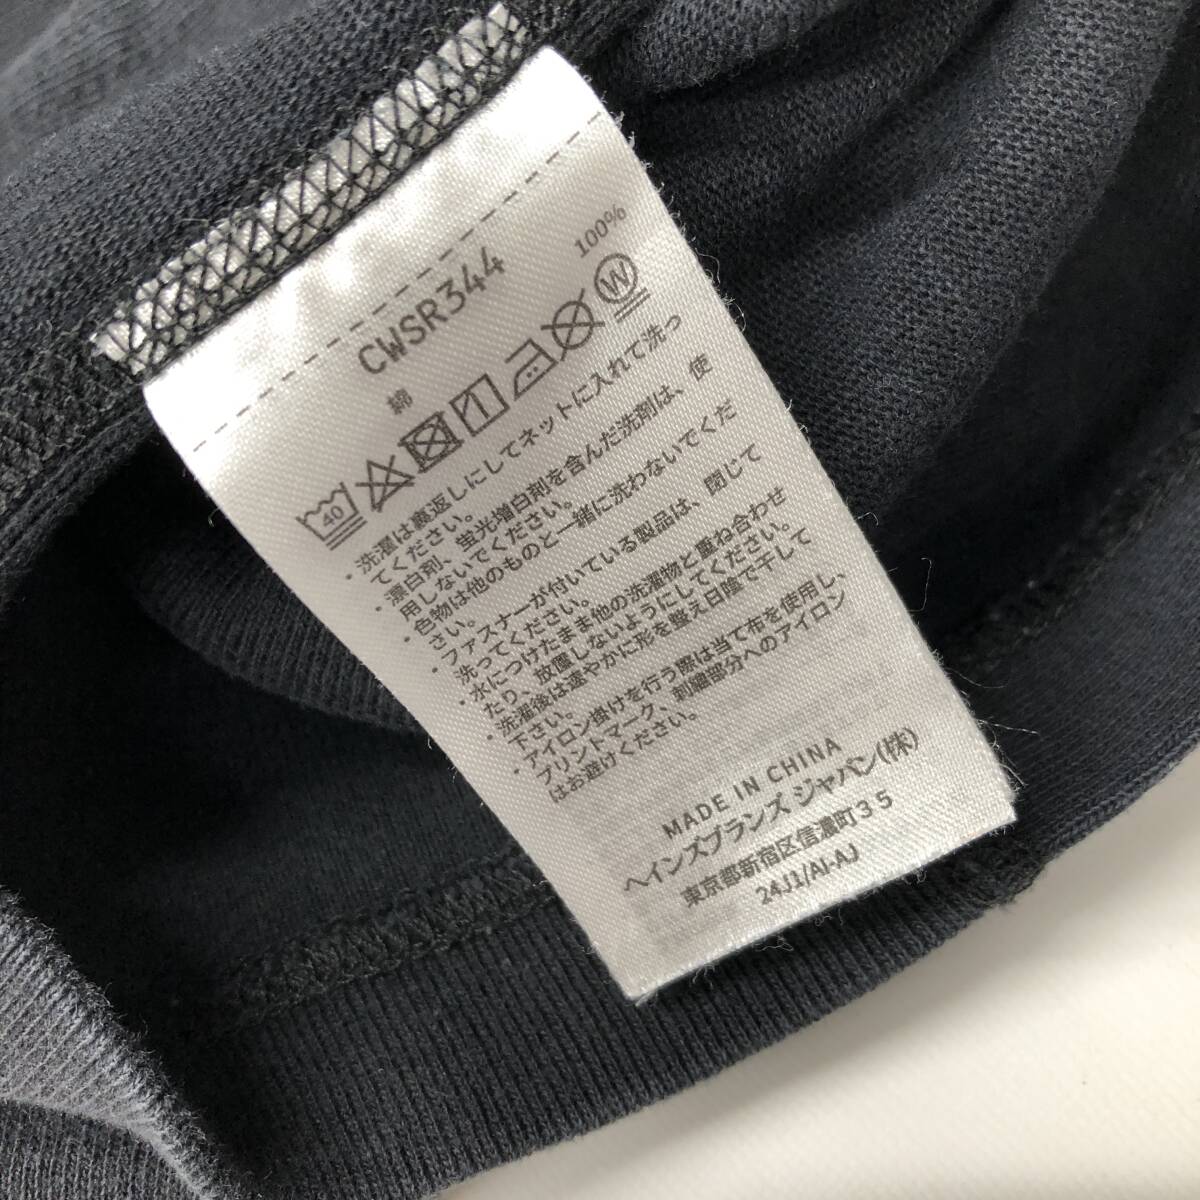 CWSR344
綿 100%
40 W
・洗濯は裏返しにしてネットに入れて洗っ
てください。
・漂白剤、蛍光増白剤を含んだ洗剤は、使
用しないでください。
・色物は他のものと一緒に洗わないでくだ
さい。
・ファスナーが付いている製品は、閉じて
洗ってください。
・水につけたまま他の洗濯物と重ね合わせ
たり、放置しないようにしてください。
・洗濯後は速やかに形を整え日陰で干して
下さい。
・アイロン掛けを行う際は当て布を使用し、
プリントマーク、刺繍部分へのアイロン
はお避けください。
MADE IN CHINA
ヘインズブランズ ジャパン(株)
東京都新宿区信濃町35
24J1/AI-AJ